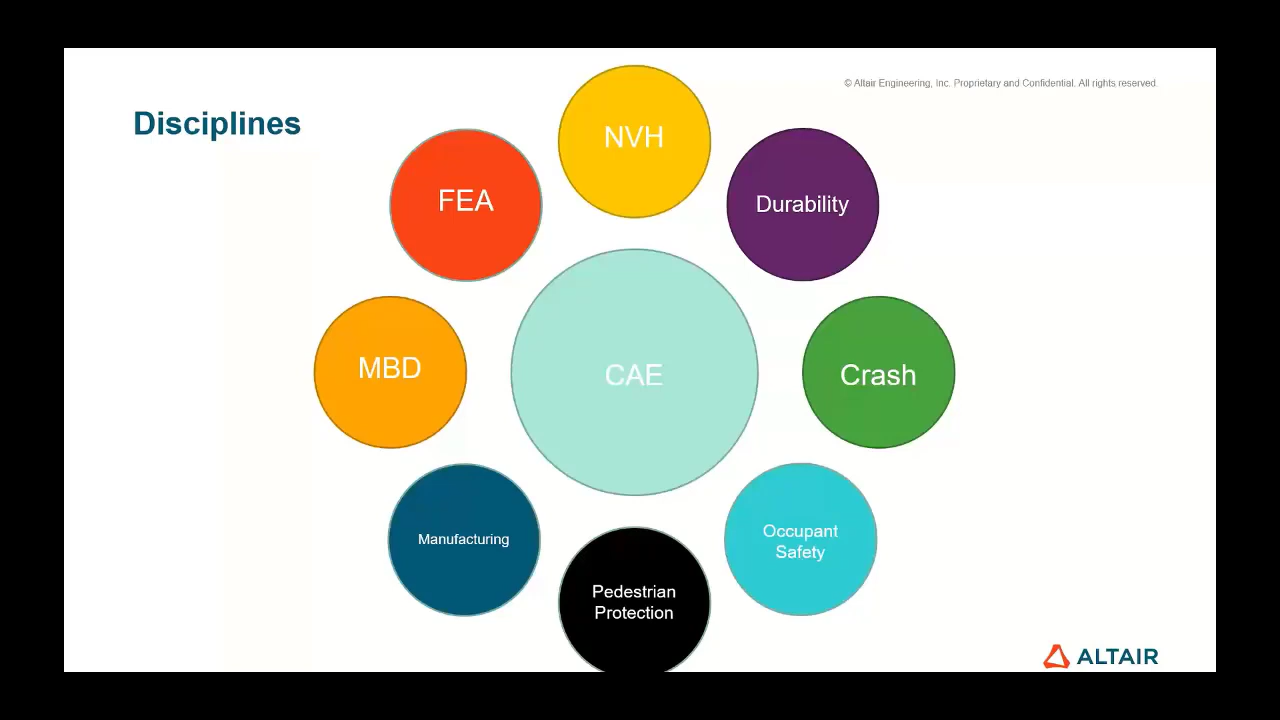 © Altair Engineering, Inc. Proprietary and Confidential. All rights reserved.
Disciplines
NVH
FEA
Durability
MBD
CAE
Crash
Manufacturing
Occupant
Safety
Pedestrian
Protection
ALTAIR